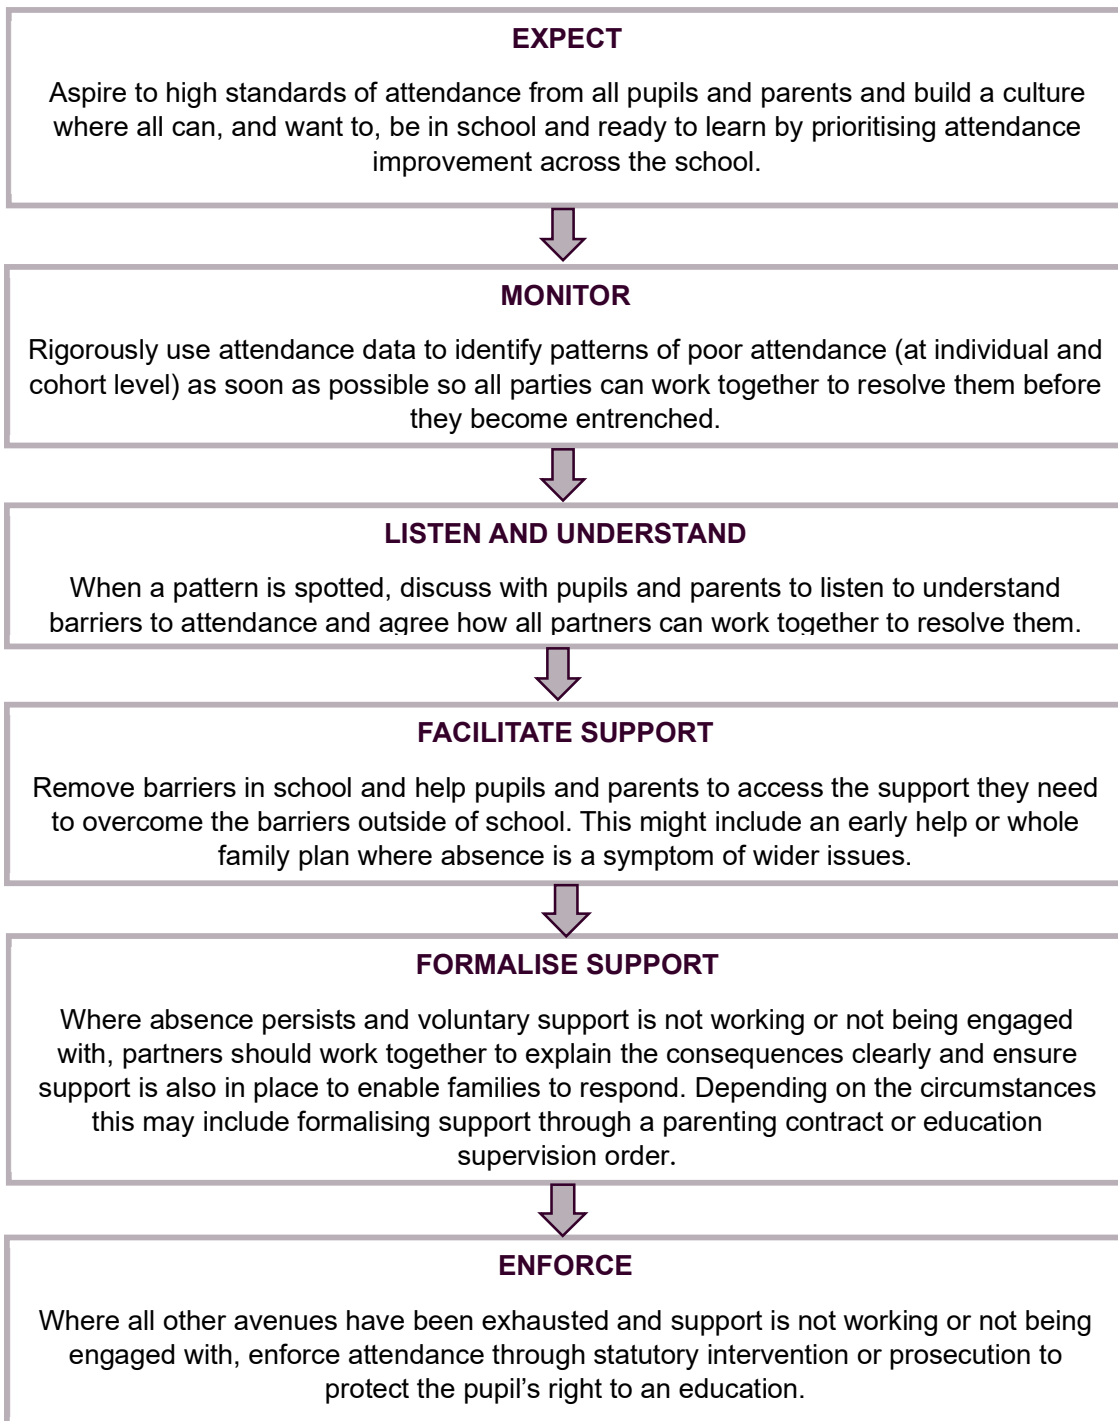 EXPECT
Aspire to high standards of attendance from all pupils and parents and build a culture
where all can, and want to, be in school and ready to learn by prioritising attendance
improvement across the school.
MONITOR
Rigorously use attendance data to identify patterns of poor attendance (at individual and
cohort level) as soon as possible so all parties can work together to resolve them before
they become entrenched.
LISTEN AND UNDERSTAND
When a pattern is spotted, discuss with pupils and parents to listen to understand
barriers to attendance and agree how all partners can work together to resolve them.
FACILITATE SUPPORT
Remove barriers in school and help pupils and parents to access the support they need
to overcome the barriers outside of school. This might include an early help or whole
family plan where absence is a symptom of wider issues.
FORMALISE SUPPORT
Where absence persists and voluntary support is not working or not being engaged
with, partners should work together to explain the consequences clearly and ensure
support is also in place to enable families to respond. Depending on the circumstances
this may include formalising support through a parenting contract or education
supervision order.
ENFORCE
Where all other avenues have been exhausted and support is not working or not being
engaged with, enforce attendance through statutory intervention or prosecution to
protect the pupil’s right to an education.